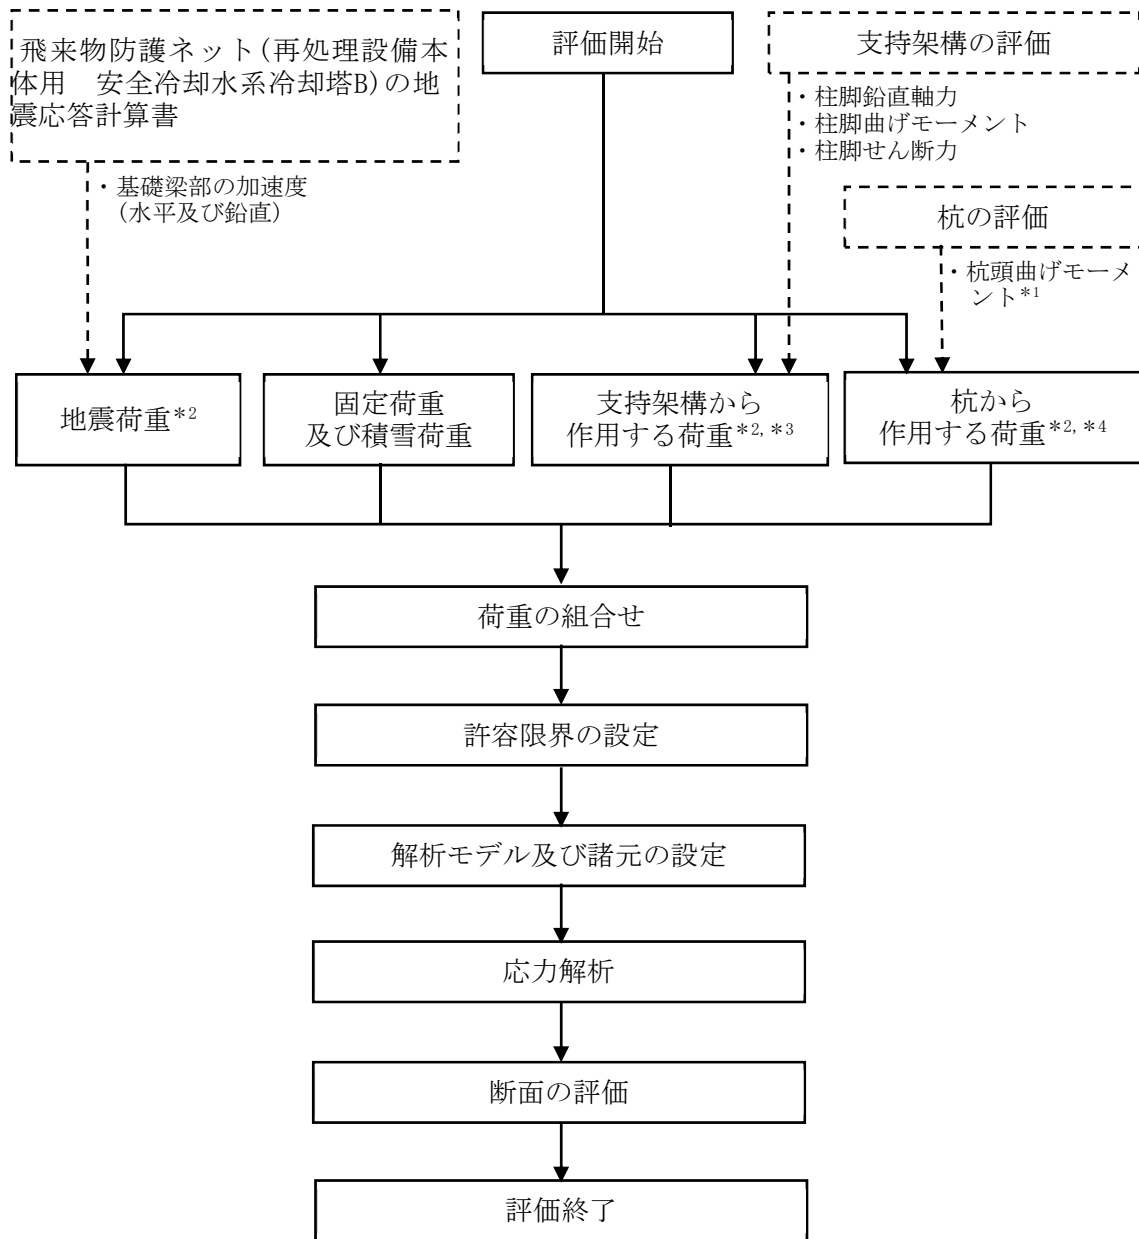 飛来物防護ネット(再処理設備本
体用　安全冷却水系冷却塔B)の地
震応答計算書
評価開始
支持架構の評価
・柱脚鉛直軸力
・柱脚曲げモーメント
・柱脚せん断力
・基礎梁部の加速度
(水平及び鉛直)
杭の評価
・杭頭曲げモーメ
ント*1
地震荷重*2
固定荷重
及び積雪荷重
支持架構から
作用する荷重*2, *3
杭から
作用する荷重*2, *4
荷重の組合せ
許容限界の設定
解析モデル及び諸元の設定
応力解析
断面の評価
評価終了